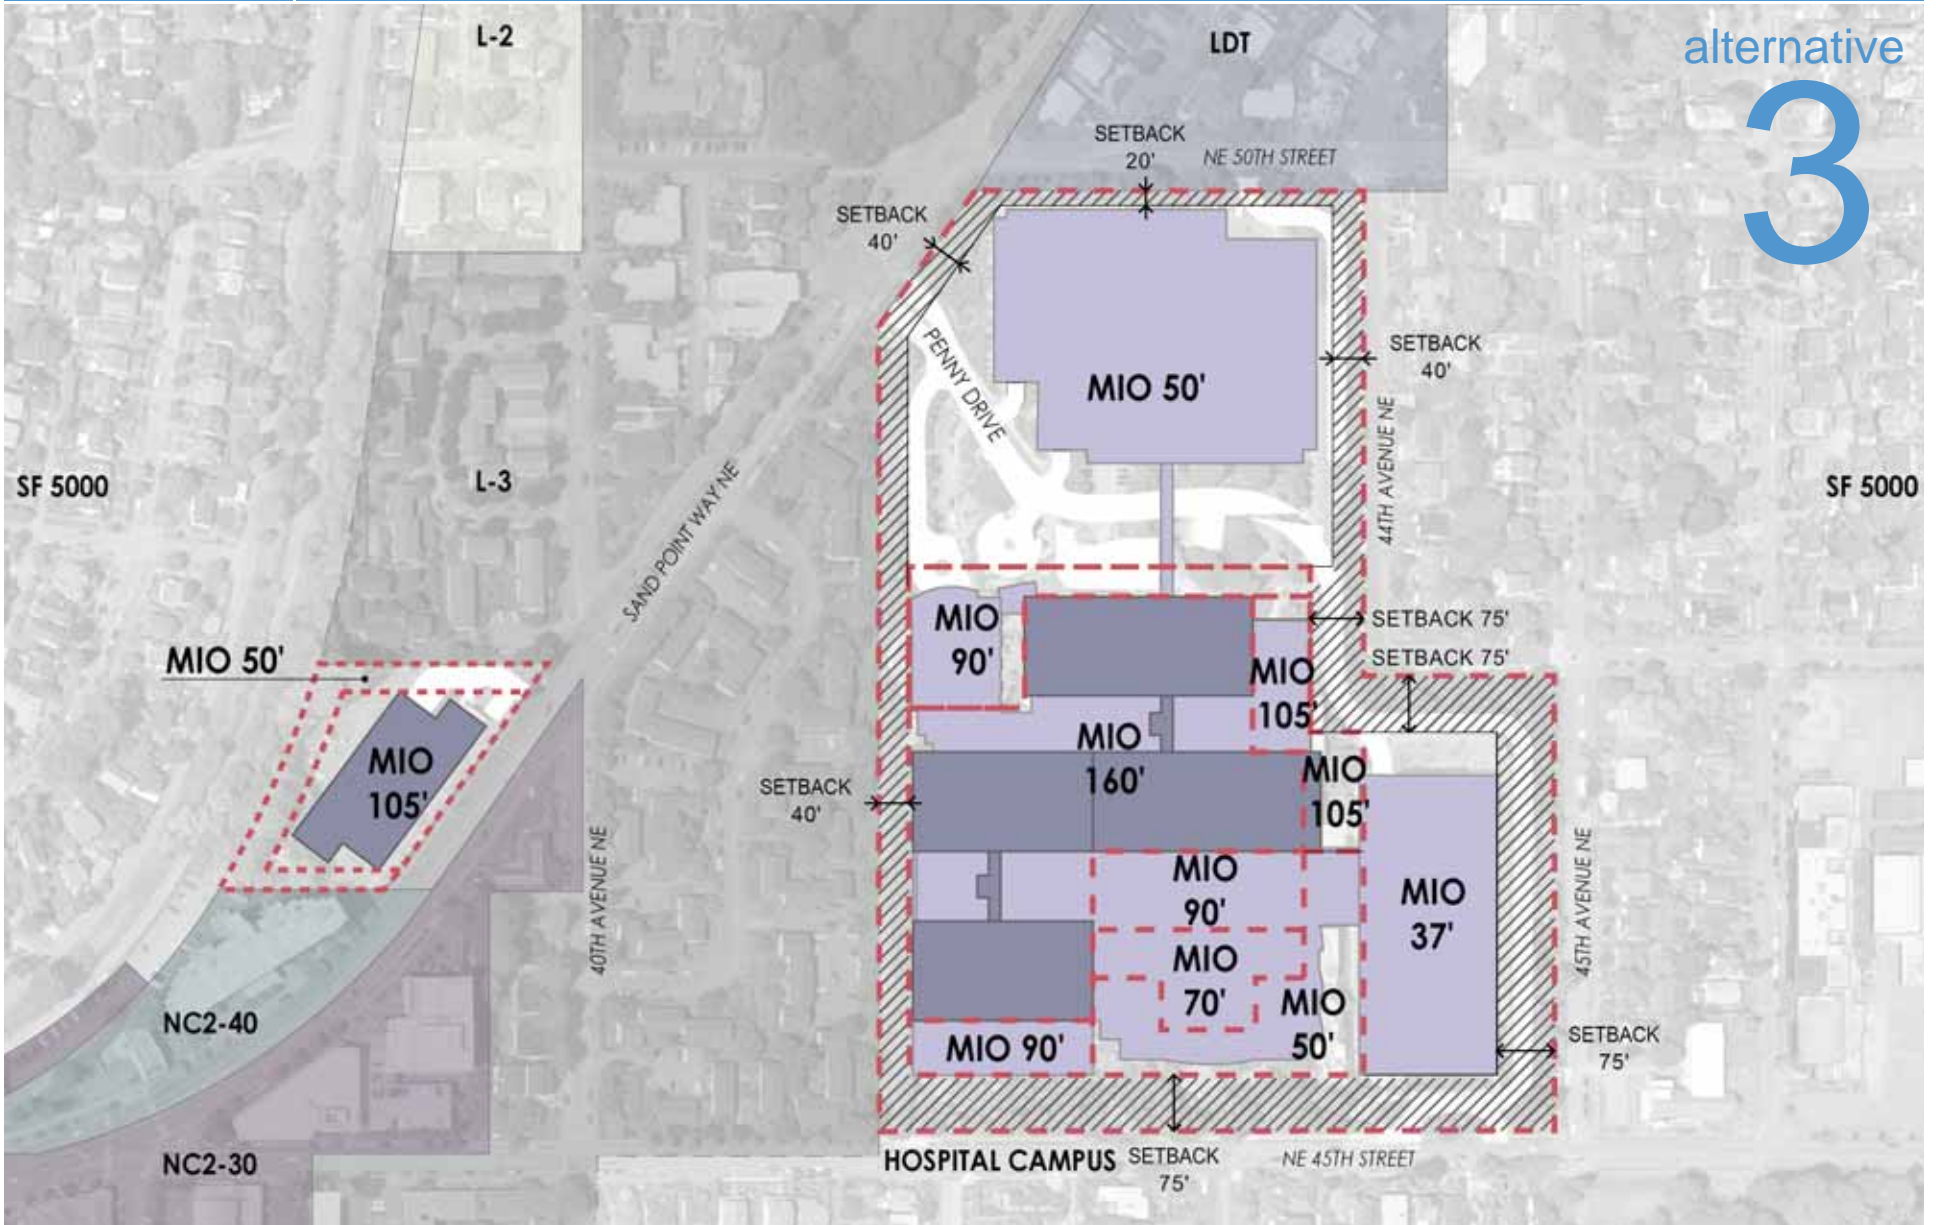 L-2
LDT
alternative
3
SETBACK
20'
NE 50TH STREET
SETBACK
40'
PENNY DRIVE
SETBACK
40'
MIO 50'
44TH AVENUE NE
SF 5000
L-3
SF 5000
SAND POINT WAY NE
MIO
90'
SETBACK 75'
SETBACK 75'
MIO 50'
MIO
105'
MIO
160'
MIO
105'
MIO
105'
SETBACK
40'
40TH AVENUE NE
45TH AVENUE NE
MIO
90'
MIO
37'
MIO
70'
MIO
50'
NC2-40
MIO 90'
SETBACK
75'
NC2-30
HOSPITAL CAMPUS
SETBACK
75'
NE 45TH STREET